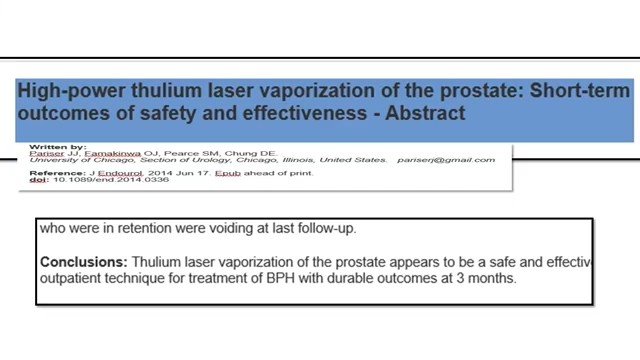 High-power thulium laser vaporization of the prostate: Short-term
outcomes of safety and effectiveness - Abstract
Written by:
Pariser JJ, Famakinwa OJ, Pearce SM, Chung DE.
University of Chicago, Section of Urology, Chicago, Illinois, United States. pariserj@gmail.com
Reference: J Endourol. 2014 Jun 17. Epub ahead of print.
doi: 10.1089/end.2014.0336
who were in retention were voiding at last follow-up.
Conclusions: Thulium laser vaporization of the prostate appears to be a safe and effective
outpatient technique for treatment of BPH with durable outcomes at 3 months.